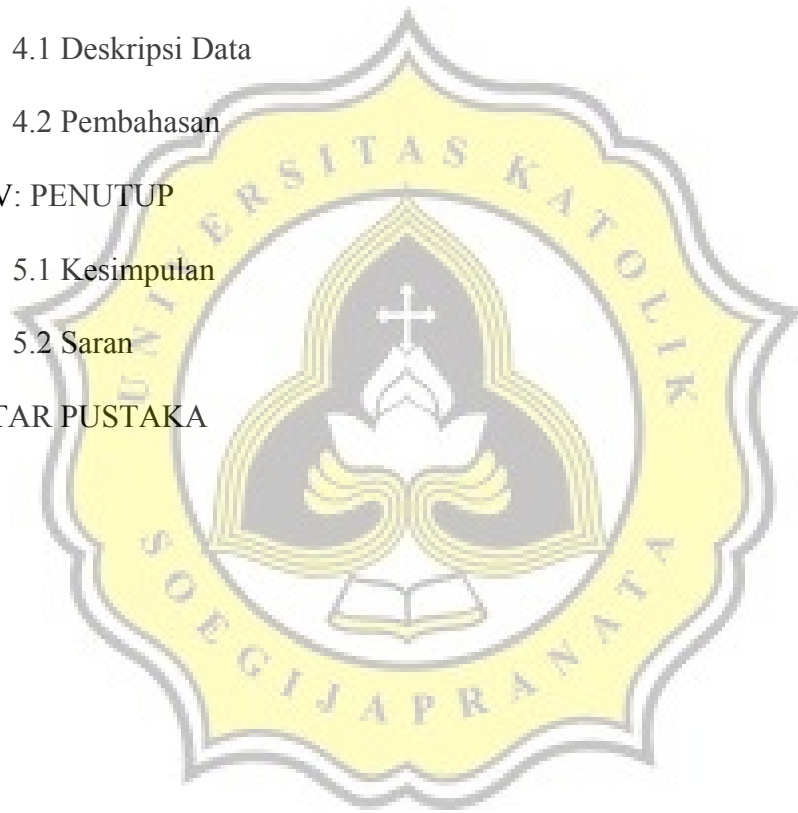 4.1 Deskripsi Data
4.2 Pembahasan
V: PENUTUP
5.1 Kesimpulan
5.2 Saran
TAR PUSTAKA
UNIVERSITAS KATOLIK
SOEGIJAPRANATA